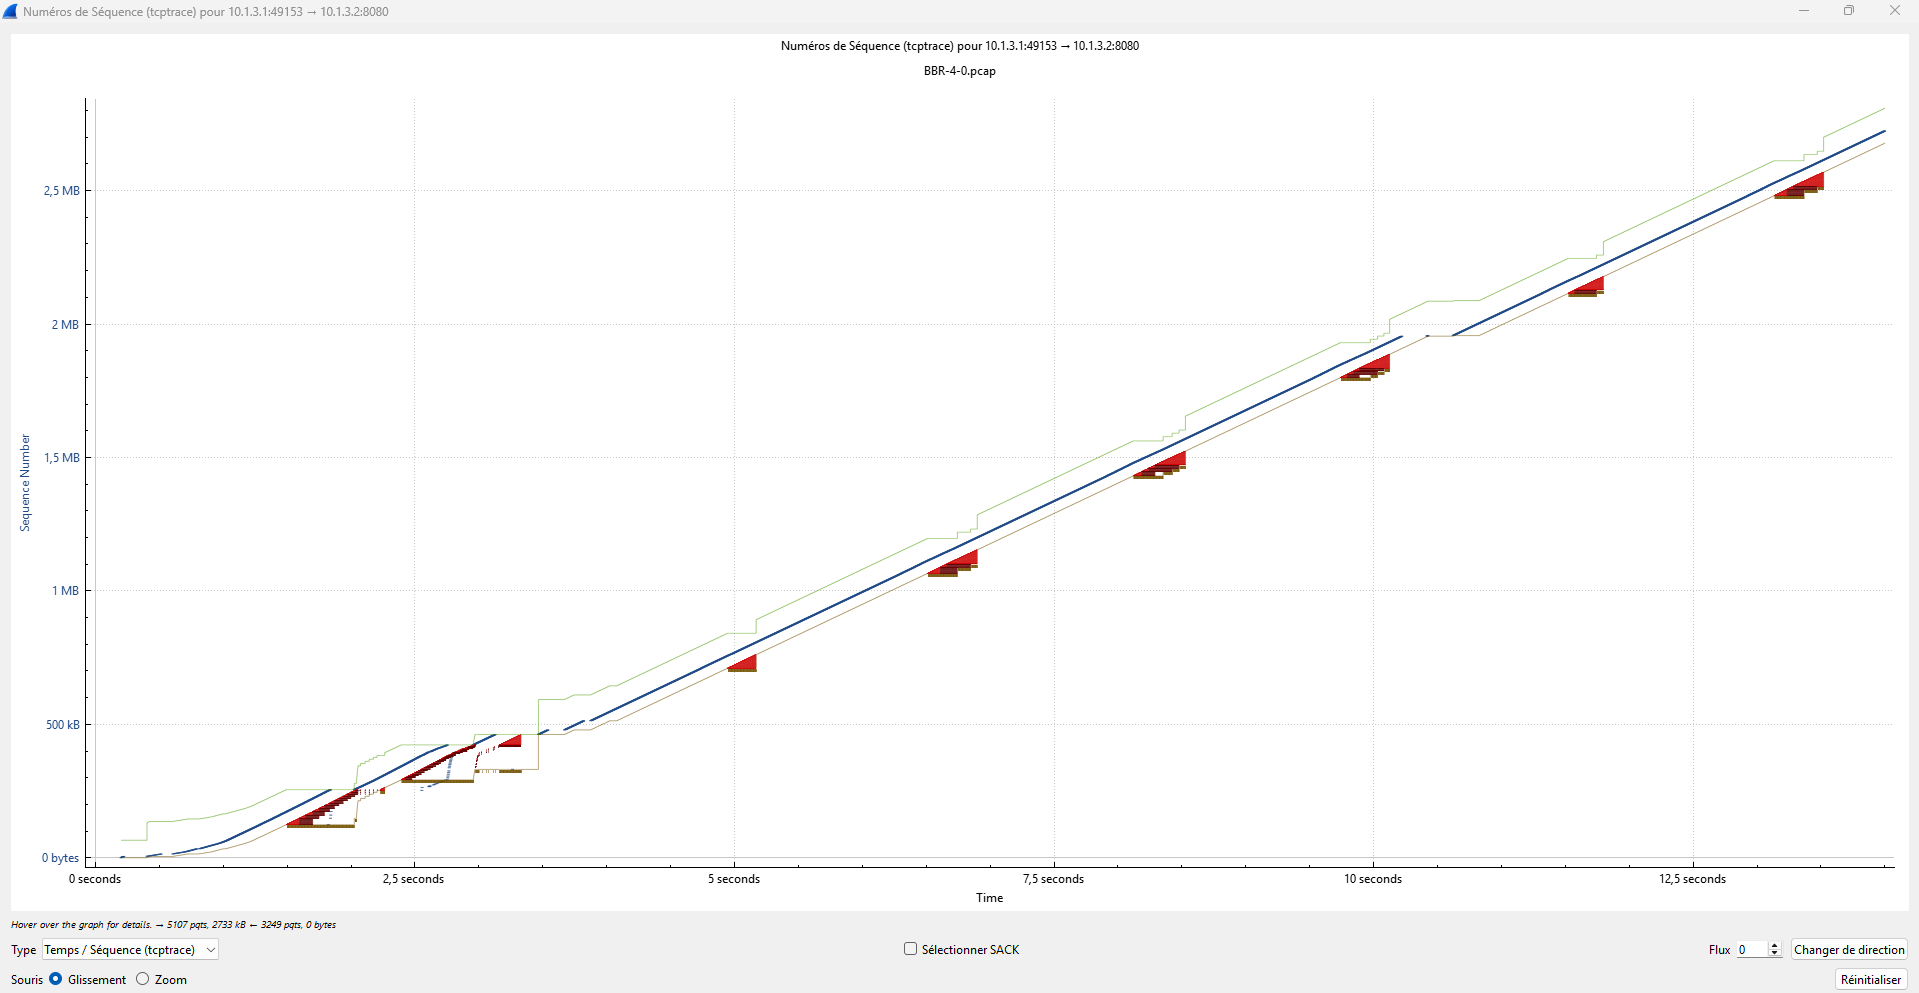 Numéros de Séquence (tcptrace) pour 10.1.3.1:49153 → 10.1.3.2:8080
Numéros de Séquence (tcptrace) pour 10.1.3.1:49153 → 10.1.3.2:8080
BBR-4-0.pcap
2,5 MB
2 MB
1,5 MB
1 MB
500 kB
0 bytes
Sequence Number
0 seconds
2,5 seconds
5 seconds
7,5 seconds
10 seconds
12,5 seconds
Time
Hover over the graph for details. → 5107 pqts, 2733 kB ← 3249 pqts, 0 bytes
Type Temps / Séquence (tcptrace)
Sélectionner SACK
Flux 0
Changer de direction
Souris Glissement Zoom
Réinitialiser